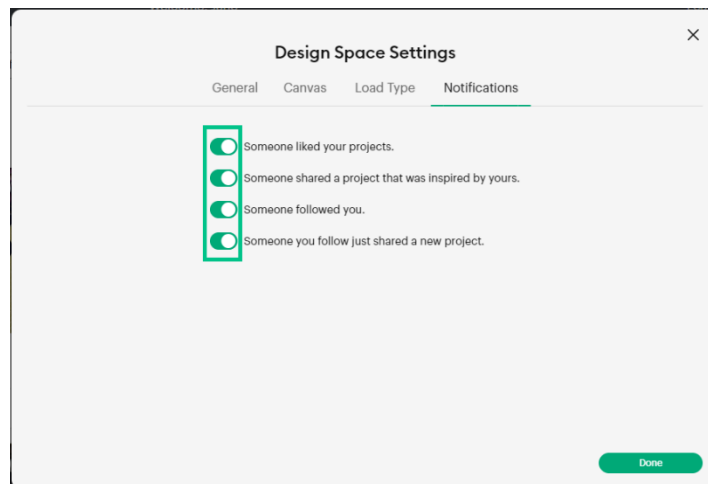 Design Space Settings
General Canvas Load Type Notifications
Someone liked your projects.
Someone shared a project that was inspired by yours.
Someone followed you.
Someone you follow just shared a new project.
Done